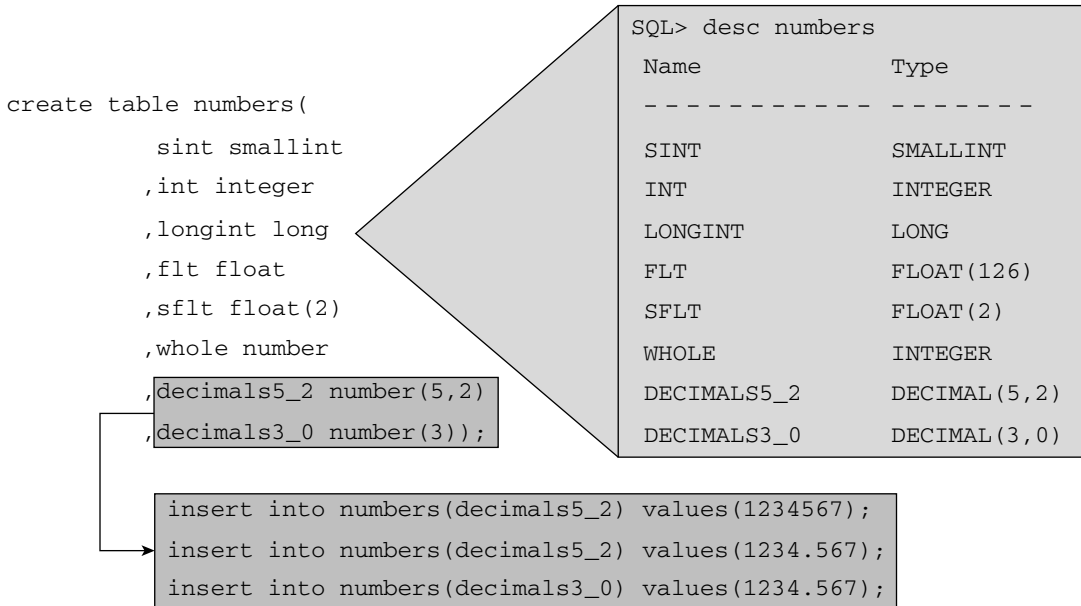 create table numbers(
sint smallint
,int integer
,longint long
,flt float
,sflt float(2)
,whole number
,decimals5_2 number(5,2)
,decimals3_0 number(3));
SQL> desc numbers
Name Type
- - - - - - - - - - - - - - - - - -
SINT SMALLINT
INT INTEGER
LONGINT LONG
FLT FLOAT(126)
SFLT FLOAT(2)
WHOLE INTEGER
DECIMALS5_2 DECIMAL(5,2)
DECIMALS3_0 DECIMAL(3,0)
insert into numbers(decimals5_2) values(1234567);
insert into numbers(decimals5_2) values(1234.567);
insert into numbers(decimals3_0) values(1234.567);